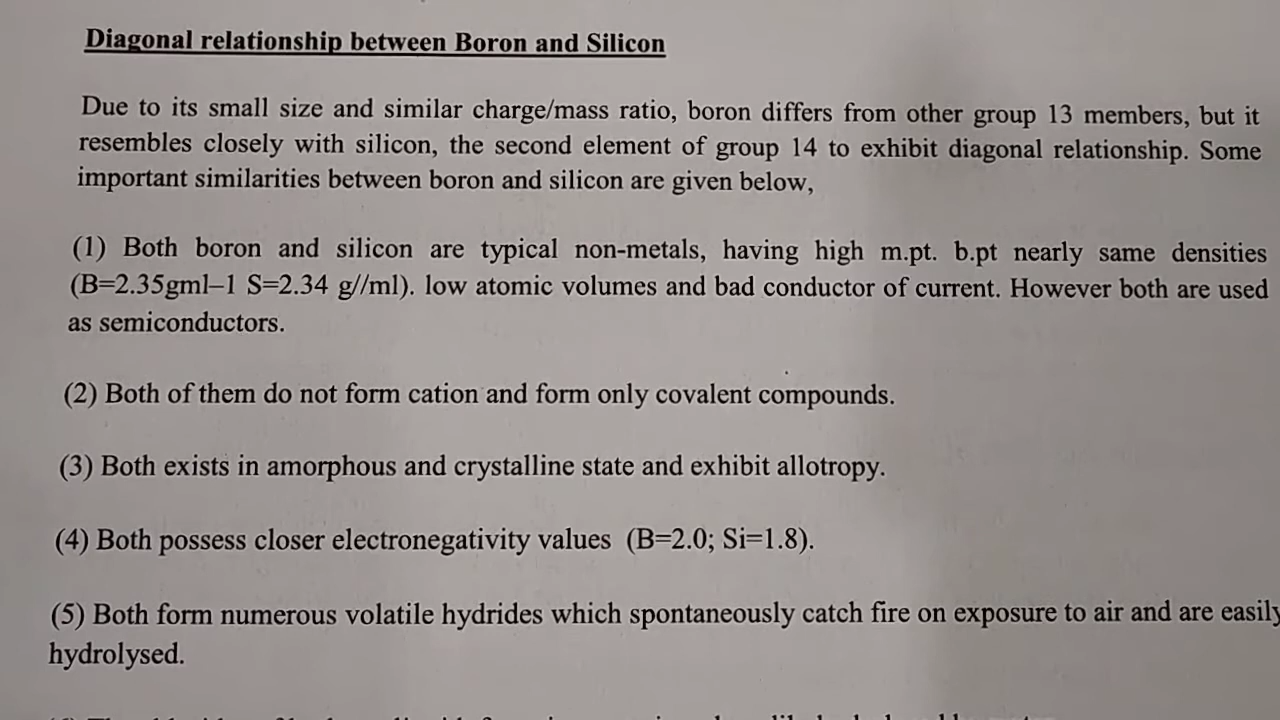 Diagonal relationship between Boron and Silicon
Due to its small size and similar charge/mass ratio, boron differs from other group 13 members, but it
resembles closely with silicon, the second element of group 14 to exhibit diagonal relationship. Some
important similarities between boron and silicon are given below,
(1) Both boron and silicon are typical non-metals, having high m.pt. b.pt nearly same densities
(B=2.35gml–1 S=2.34 g//ml). low atomic volumes and bad conductor of current. However both are used
as semiconductors.
(2) Both of them do not form cation and form only covalent compounds.
(3) Both exists in amorphous and crystalline state and exhibit allotropy.
(4) Both possess closer electronegativity values (B=2.0; Si=1.8).
(5) Both form numerous volatile hydrides which spontaneously catch fire on exposure to air and are easily
hydrolysed.